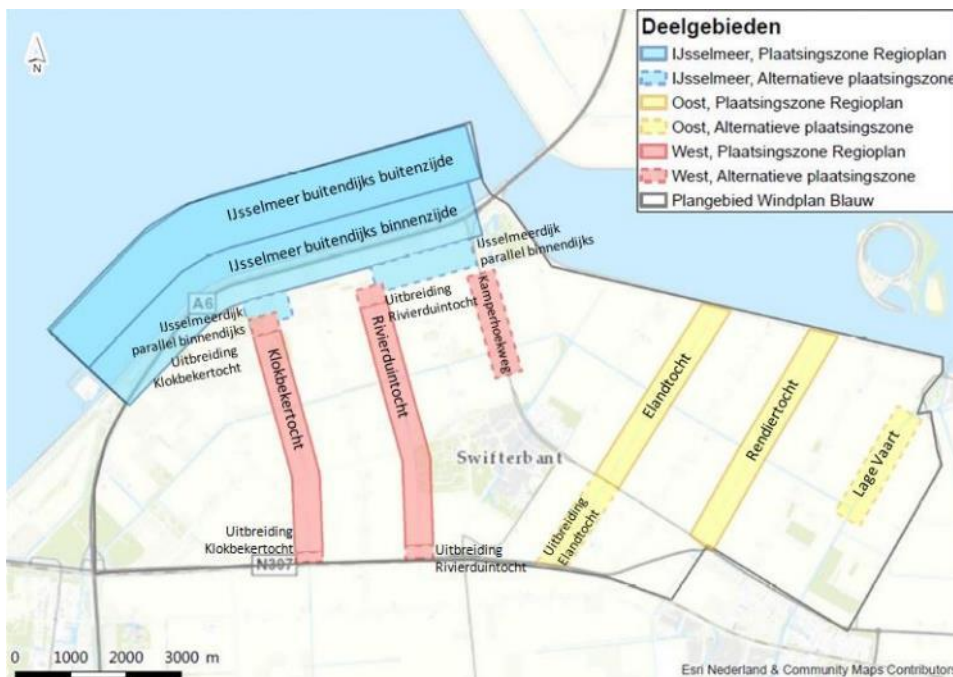 N
Deelgebieden
IJsselmeer, Plaatsingszone Regioplan
IJsselmeer, Alternatieve plaatsingszone
Oost, Plaatsingszone Regioplan
Oost, Alternatieve plaatsingszone
West, Plaatsingszone Regioplan
West, Alternatieve plaatsingszone
Plangebied Windplan Blauw
IJsselmeer buitendijks buitenzijde
IJsselmeer buitendijks binnenzijde
IJsselmeerdijk
parallel binnendijks
A6
IJsselmeerdijk
parallel binnendijks
Uitbreiding
Klokbekertocht
Uitbreiding
Rivierduintocht
Kamperhoekweg
Klokbekertocht
Rivierduintocht
Elandtocht
Rendiertocht
Lage Vaart
Swifterbant
Uitbreiding
Elandtocht
Uitbreiding
Klokbekertocht
Uitbreiding
Rivierduintocht
N307
0 1000 2000 3000 m
Esri Nederland & Community Maps Contributors